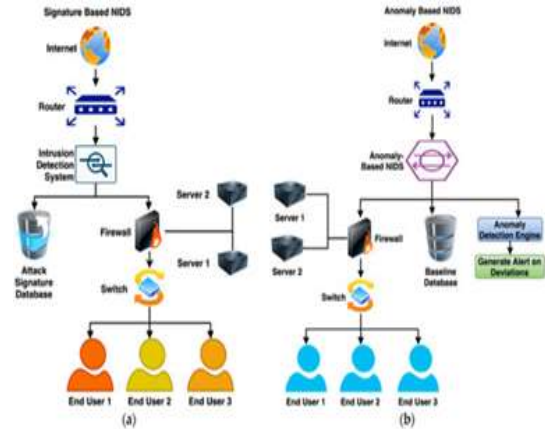 Signature Based NIDS
Internet
Router
Intrusion
Detection
System
Server 2
Firewall
Server 1
Attack
Signature
Database
Switch
End User 1
End User 2
End User 3
(a)
Anomaly Based NIDS
Internet
Router
Anomaly-
Based NIDS
Server 1
Server 2
Firewall
Baseline
Database
Anomaly
Detection Engine
Generate Alert on
Deviations
Switch
End User 1
End User 2
End User 3
(b)